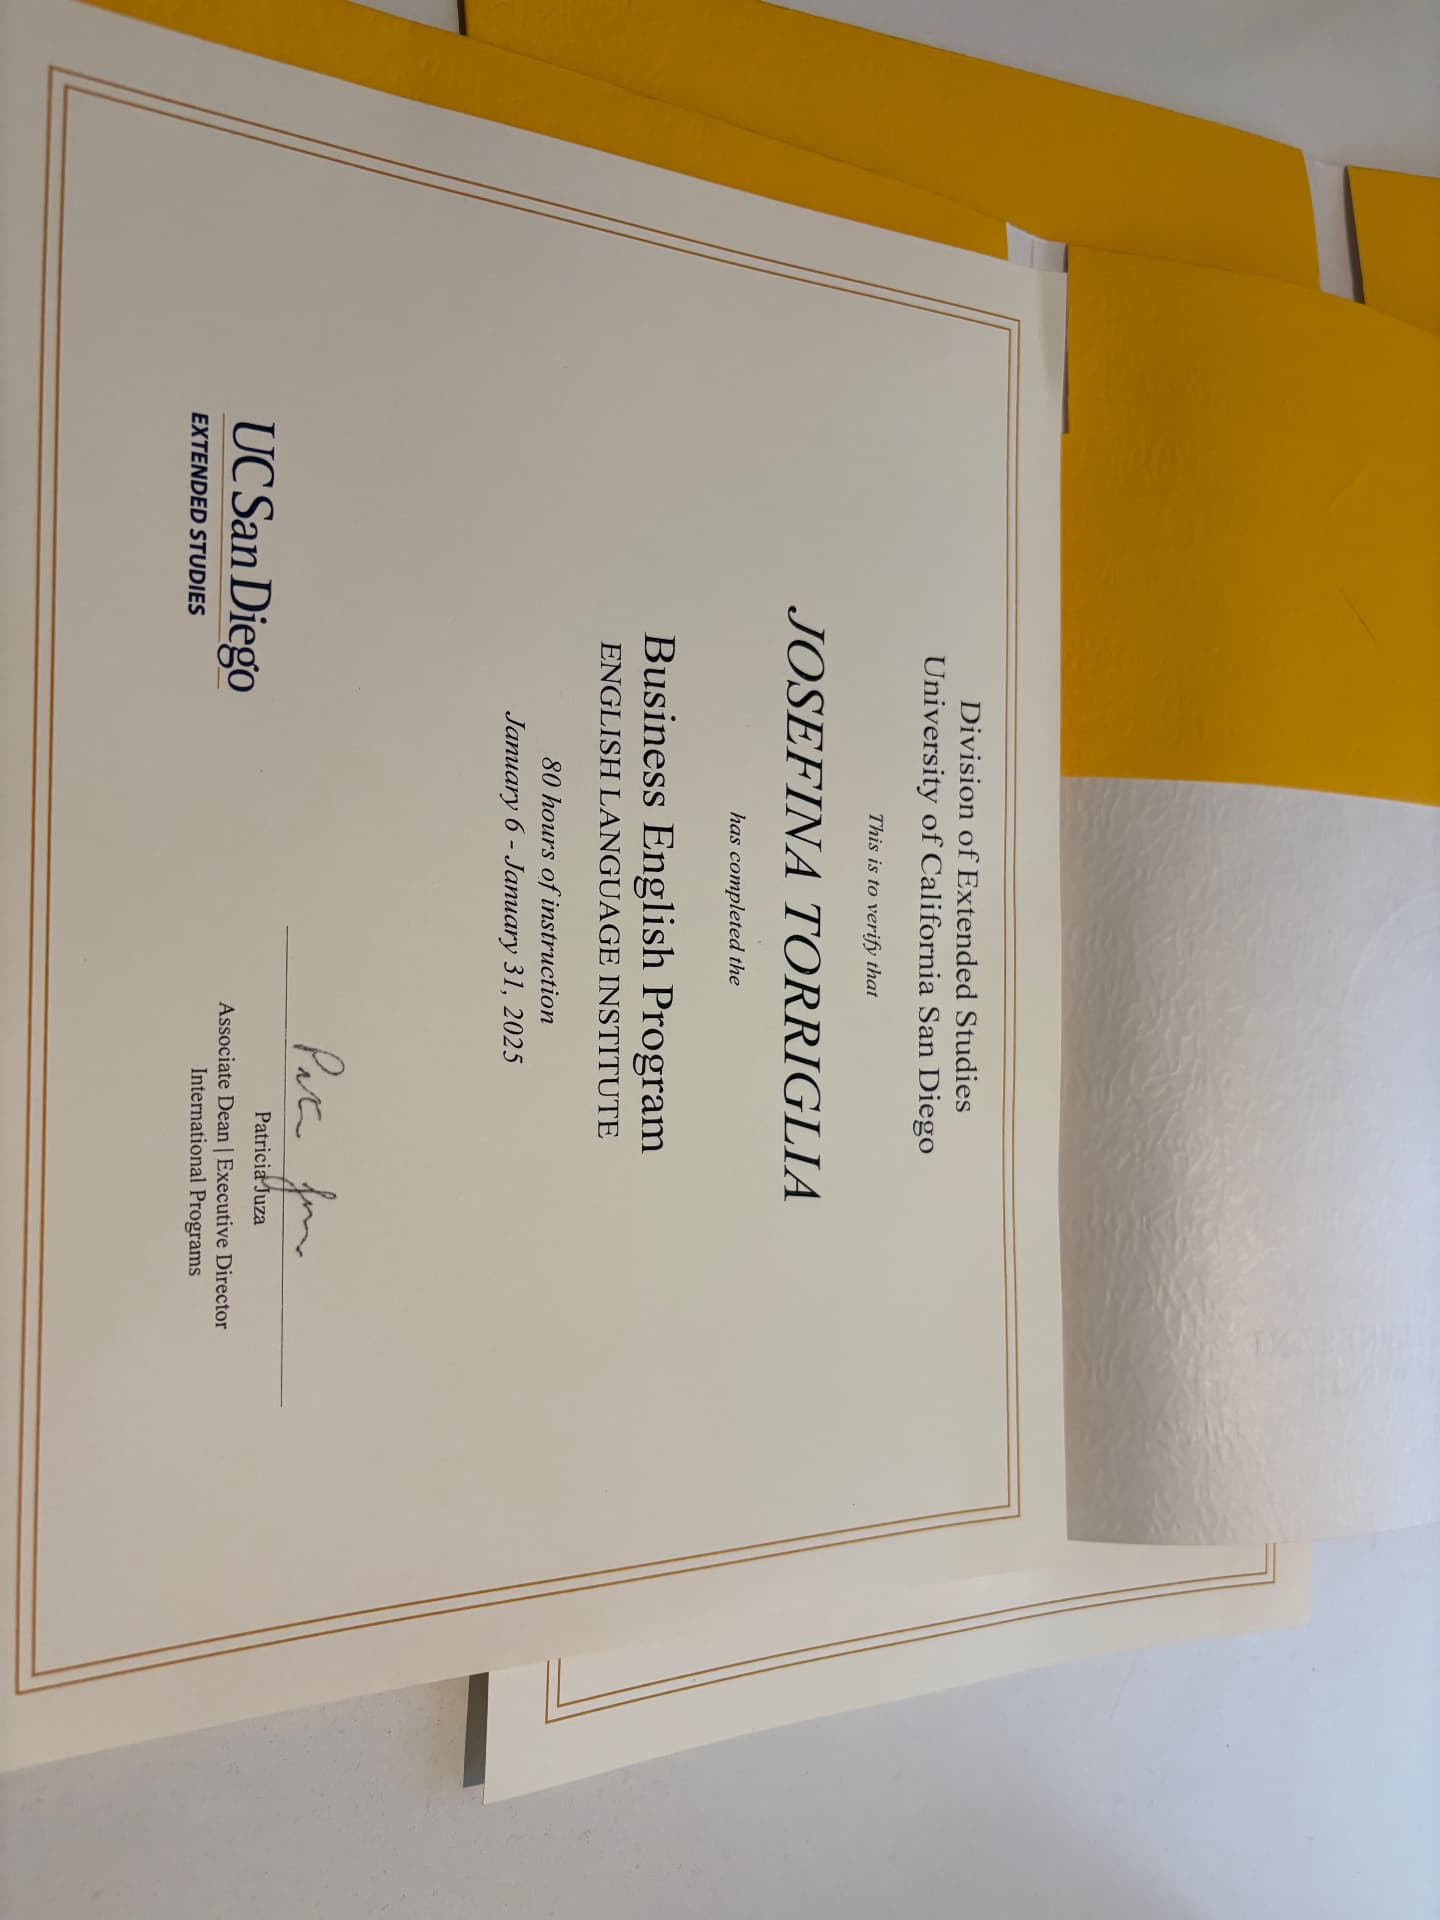 Division of Extended Studies
University of California San Diego
This is to verify that
JOSEFINA TORRIGLIA
has completed the
Business English Program
ENGLISH LANGUAGE INSTITUTE
80 hours of instruction
January 6 - January 31, 2025
UC San Diego
EXTENDED STUDIES
Patricia Juza
Associate Dean | Executive Director
International Programs